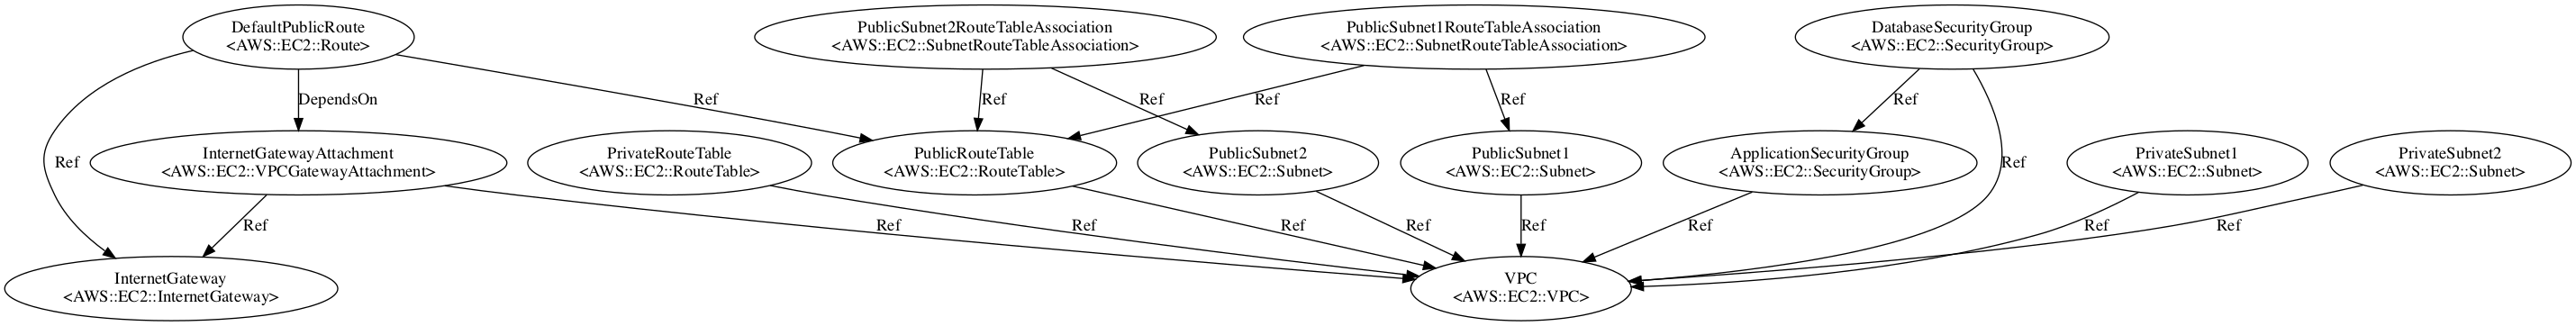 DefaultPublicRoute
<AWS::EC2::Route>
PublicSubnet2RouteTableAssociation
<AWS::EC2::SubnetRouteTableAssociation>
PublicSubnet1RouteTableAssociation
<AWS::EC2::SubnetRouteTableAssociation>
DatabaseSecurityGroup
<AWS::EC2::SecurityGroup>
DependsOn
Ref
Ref
Ref
Ref
Ref
Ref
Ref
InternetGatewayAttachment
<AWS::EC2::VPCGatewayAttachment>
PrivateRouteTable
<AWS::EC2::RouteTable>
PublicRouteTable
<AWS::EC2::RouteTable>
PublicSubnet2
<AWS::EC2::Subnet>
PublicSubnet1
<AWS::EC2::Subnet>
ApplicationSecurityGroup
<AWS::EC2::SecurityGroup>
Ref
PrivateSubnet1
<AWS::EC2::Subnet>
PrivateSubnet2
<AWS::EC2::Subnet>
Ref
Ref
Ref
Ref
Ref
Ref
Ref
Ref
Ref
InternetGateway
<AWS::EC2::InternetGateway>
VPC
<AWS::EC2::VPC>